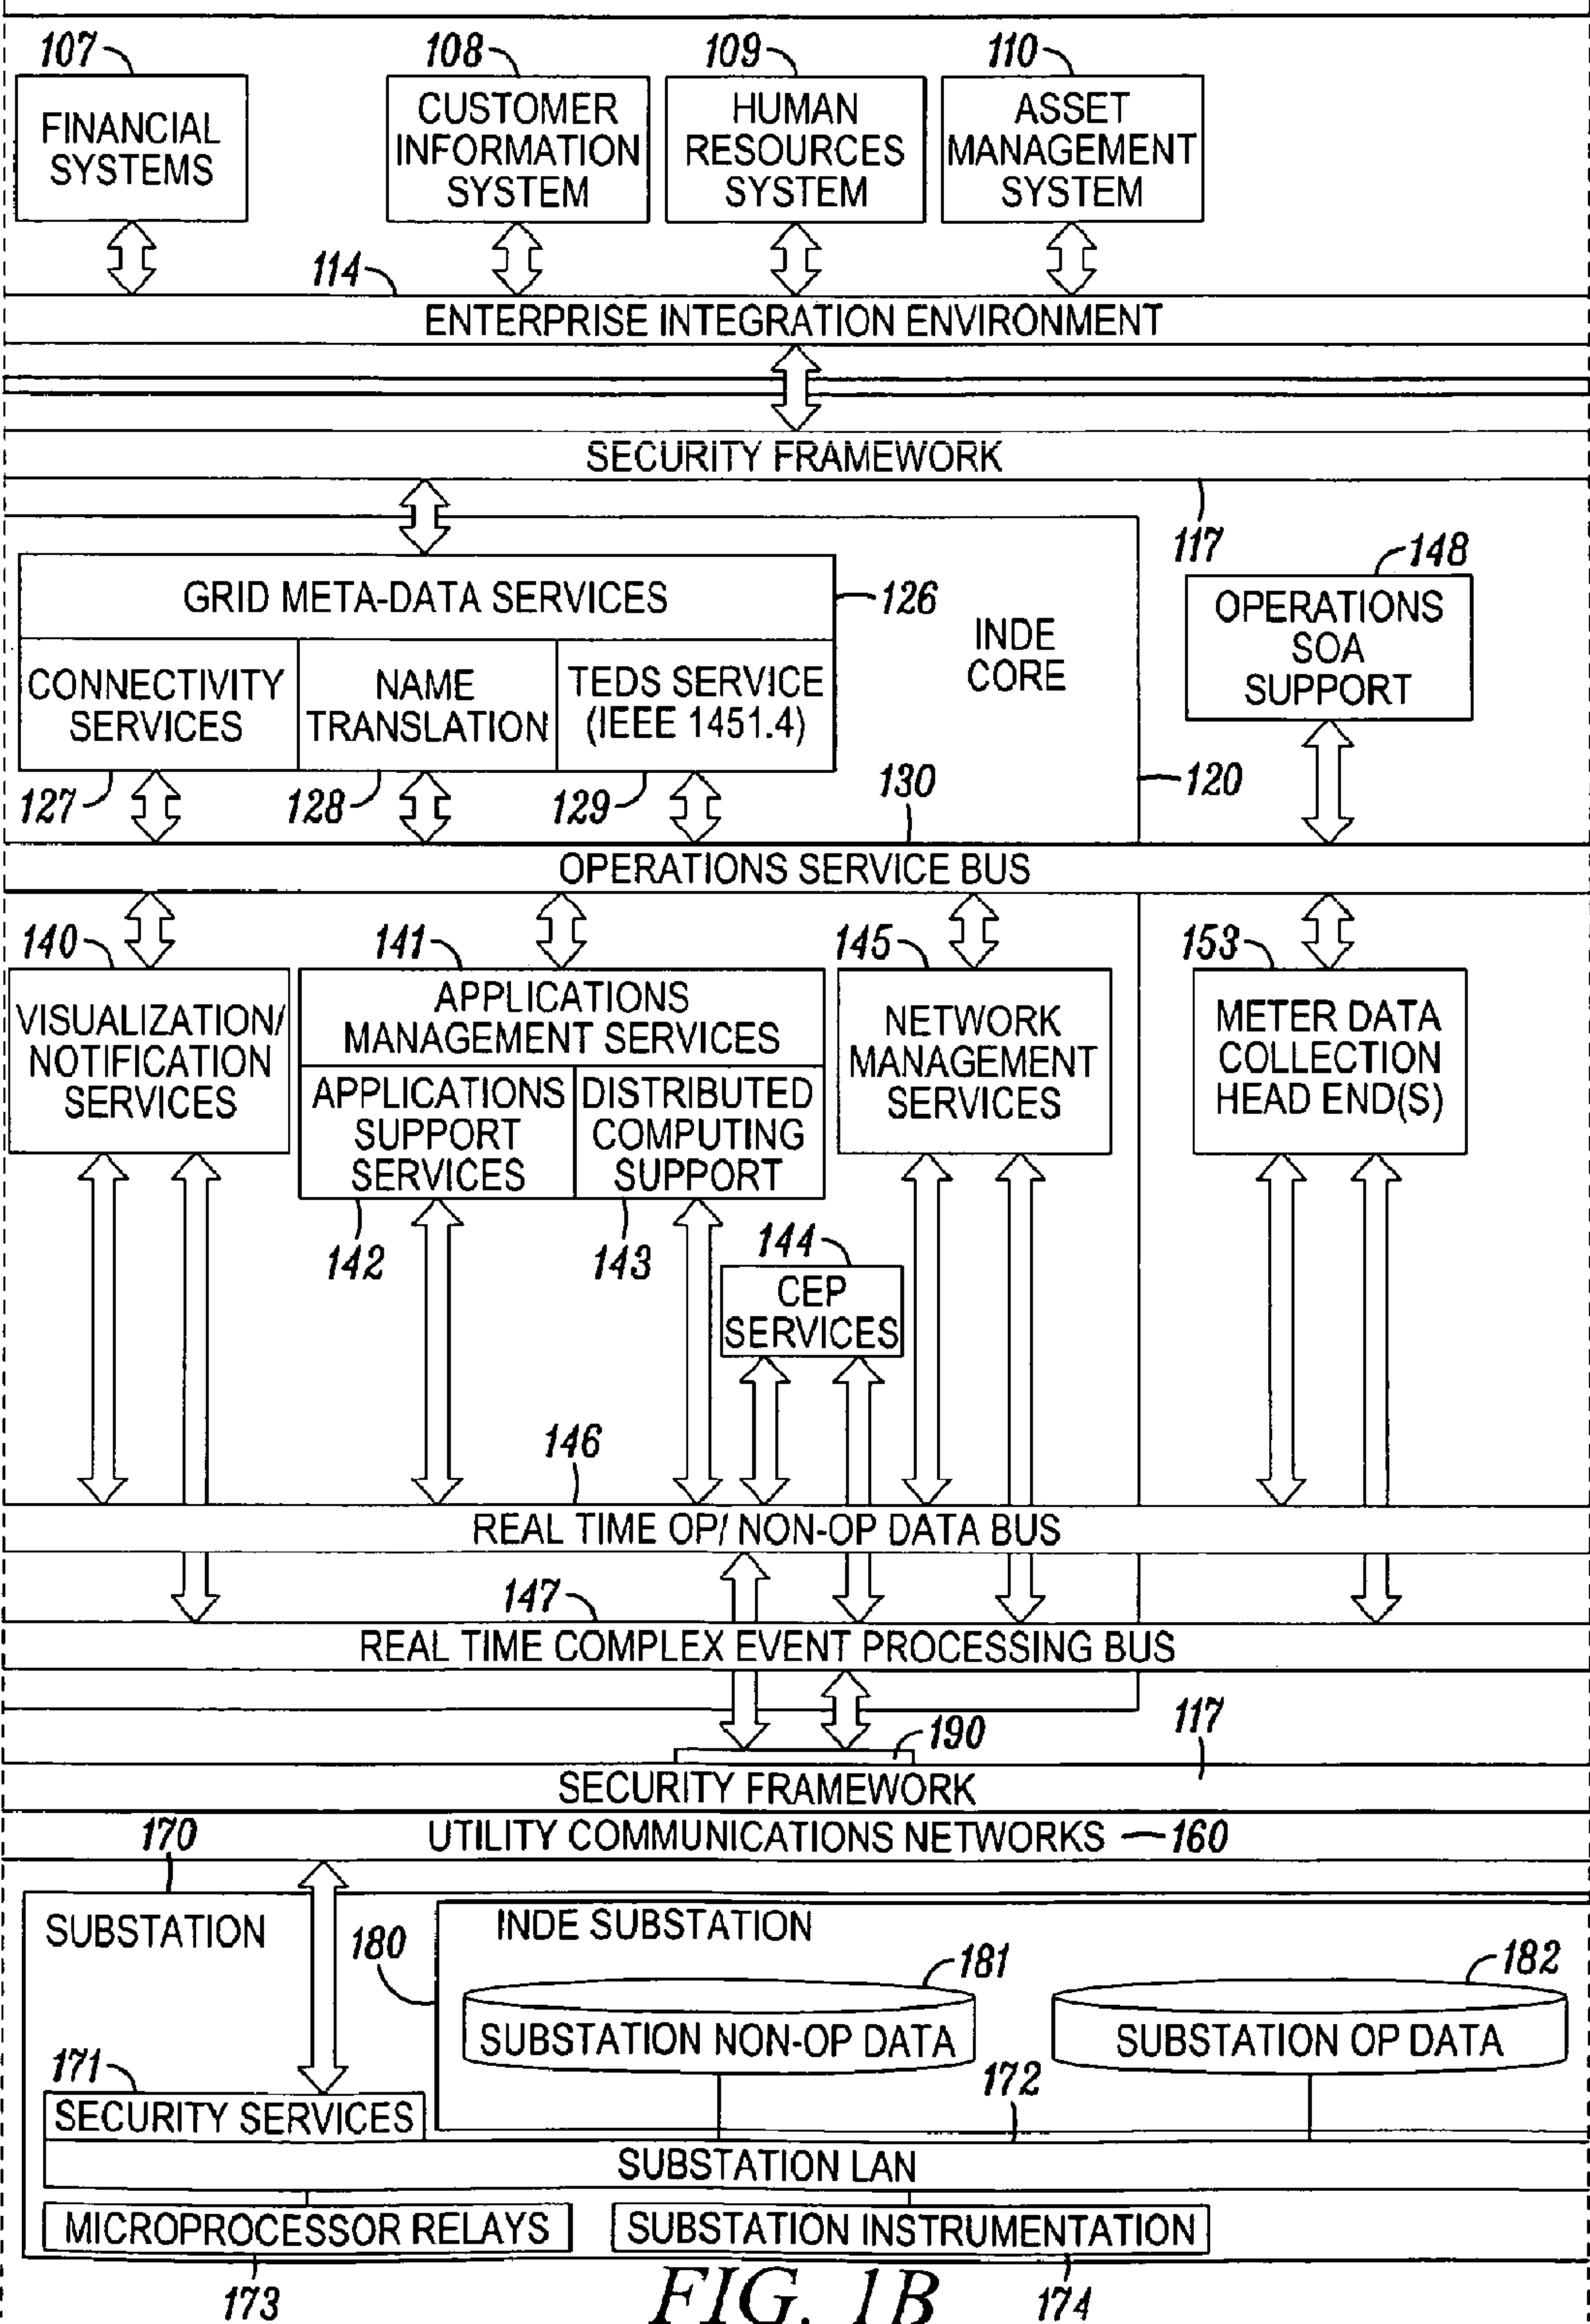 107
108
109
110
FINANCIAL
SYSTEMS
CUSTOMER
INFORMATION
SYSTEM
HUMAN
RESOURCES
SYSTEM
ASSET
MANAGEMENT
SYSTEM
114
ENTERPRISE INTEGRATION ENVIRONMENT
SECURITY FRAMEWORK
117
148
GRID META-DATA SERVICES
126
CONNECTIVITY
SERVICES
NAME
TRANSLATION
TEDS SERVICE
(IEEE 1451.4)
INDE
CORE
OPERATIONS
SOA
SUPPORT
127
128
129
130
120
OPERATIONS SERVICE BUS
140
141
145
153
VISUALIZATION/
NOTIFICATION
SERVICES
APPLICATIONS
MANAGEMENT SERVICES
APPLICATIONS
SUPPORT
SERVICES
DISTRIBUTED
COMPUTING
SUPPORT
NETWORK
MANAGEMENT
SERVICES
METER DATA
COLLECTION
HEAD END(S)
142
143
144
CEP
SERVICES
146
REAL TIME OP/ NON-OP DATA BUS
147
REAL TIME COMPLEX EVENT PROCESSING BUS
190
117
SECURITY FRAMEWORK
UTILITY COMMUNICATIONS NETWORKS 160
170
SUBSTATION
180
INDE SUBSTATION
181
182
SUBSTATION NON-OP DATA
SUBSTATION OP DATA
171
172
SECURITY SERVICES
SUBSTATION LAN
MICROPROCESSOR RELAYS
SUBSTATION INSTRUMENTATION
173
174
FIG. 1B